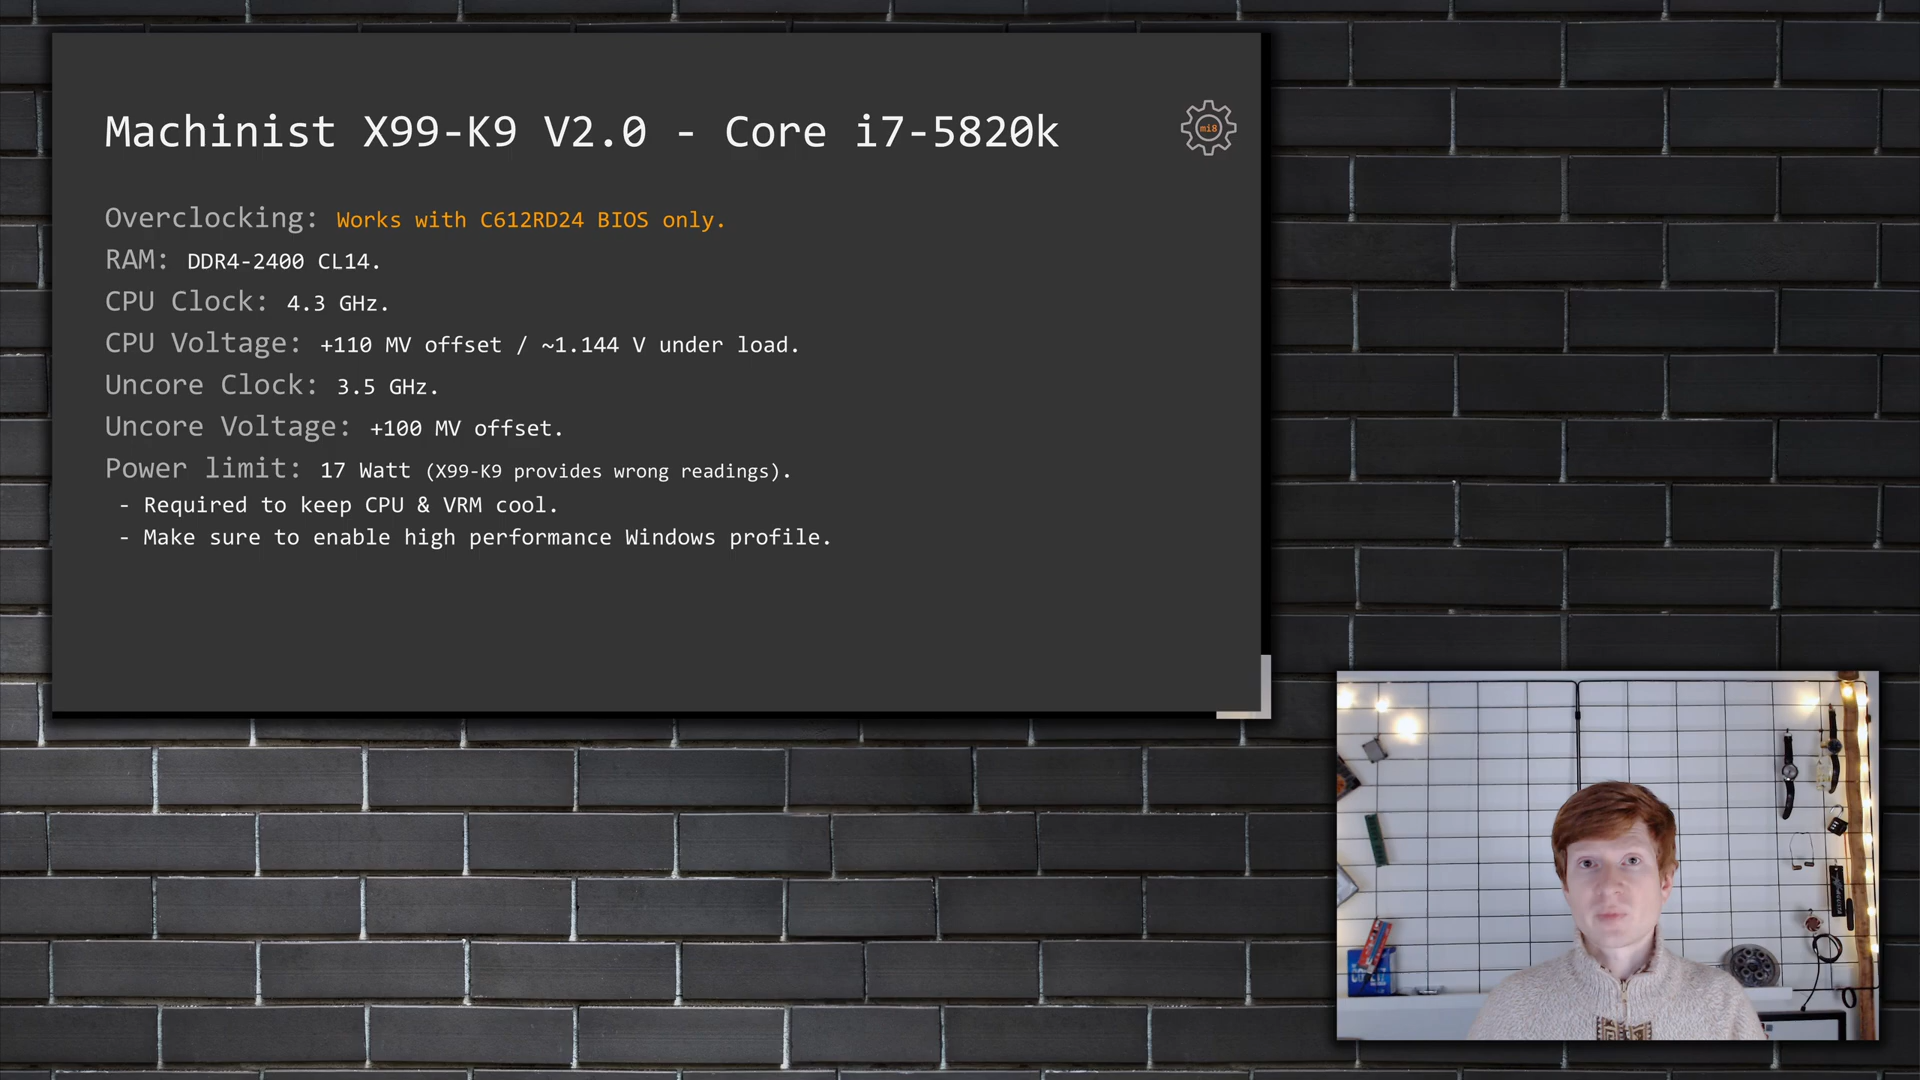 Machinist X99-K9 V2.0 - Core i7-5820k
mi8
Overclocking: Works with C612RD24 BIOS only.
RAM: DDR4-2400 CL14.
CPU Clock: 4.3 GHz.
CPU Voltage: +110 MV offset / ~1.144 V under load.
Uncore Clock: 3.5 GHz.
Uncore Voltage: +100 MV offset.
Power limit: 17 Watt (X99-K9 provides wrong readings).
- Required to keep CPU & VRM cool.
- Make sure to enable high performance Windows profile.